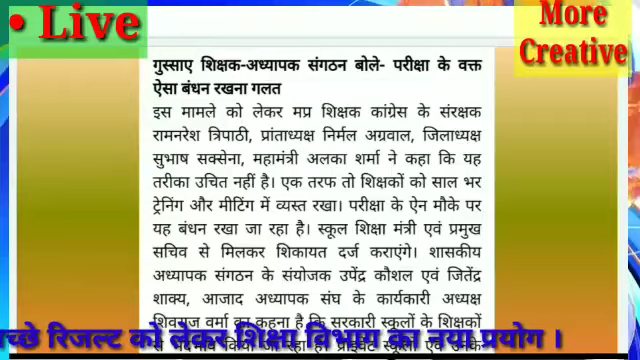 • Live
More
Creative
गुस्साए शिक्षक-अध्यापक संगठन बोले- परीक्षा के वक्त
ऐसा बंधन रखना गलत
इस मामले को लेकर मप्र शिक्षक कांग्रेस के संरक्षक
रामनरेश त्रिपाठी, प्रांताध्यक्ष निर्मल अग्रवाल, जिलाध्यक्ष
सुभाष सक्सेना, महामंत्री अलका शर्मा ने कहा कि यह
तरीका उचित नहीं है। एक तरफ तो शिक्षकों को साल भर
ट्रेनिंग और मीटिंग में व्यस्त रखा। परीक्षा के ऐन मौके पर
यह बंधन रखा जा रहा है। स्कूल शिक्षा मंत्री एवं प्रमुख
सचिव से मिलकर शिकायत दर्ज कराएंगे। शासकीय
अध्यापक संगठन के संयोजक उपेंद्र कौशल एवं जितेंद्र
शाक्य, आजाद अध्यापक संघ के कार्यकारी अध्यक्ष
शिवराज वर्मा का कहना है कि सरकारी स्कूलों के शिक्षकों
रिजल्ट को लेकर शिक्षा विभाग का नया प्रयोग ।